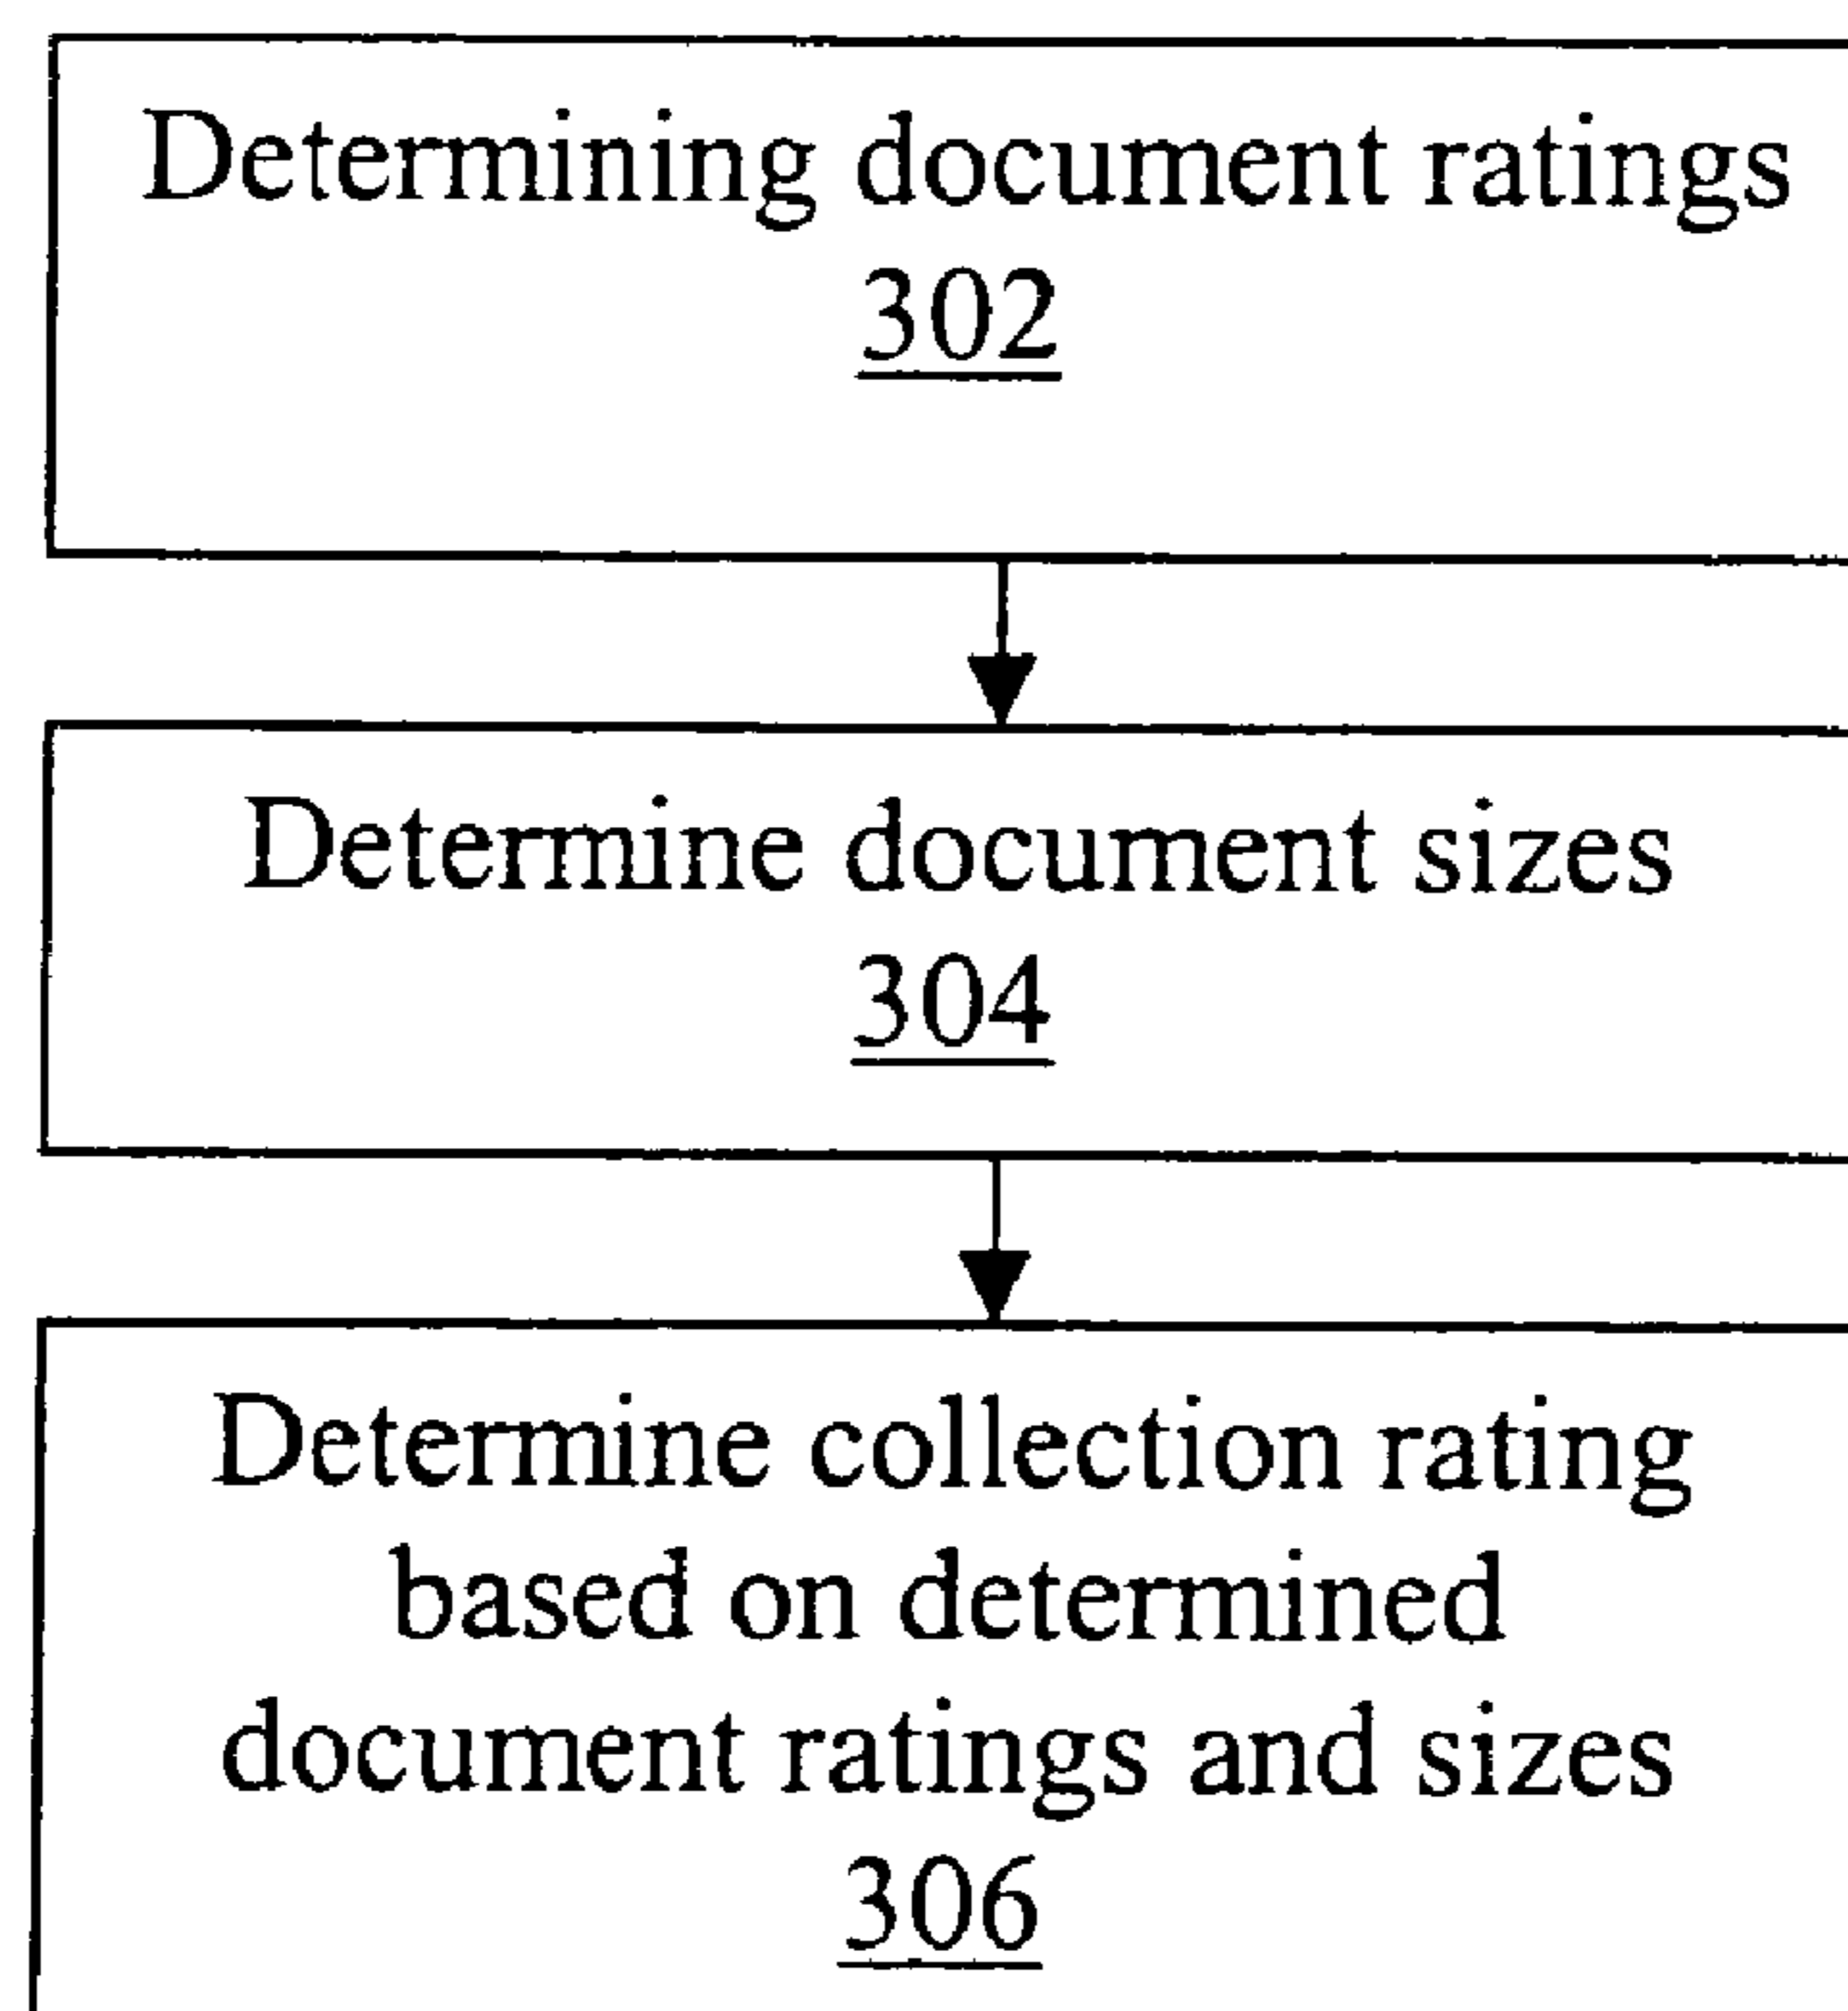 Determining document ratings
302
Determine document sizes
304
Determine collection rating
based on determined
document ratings and sizes
306